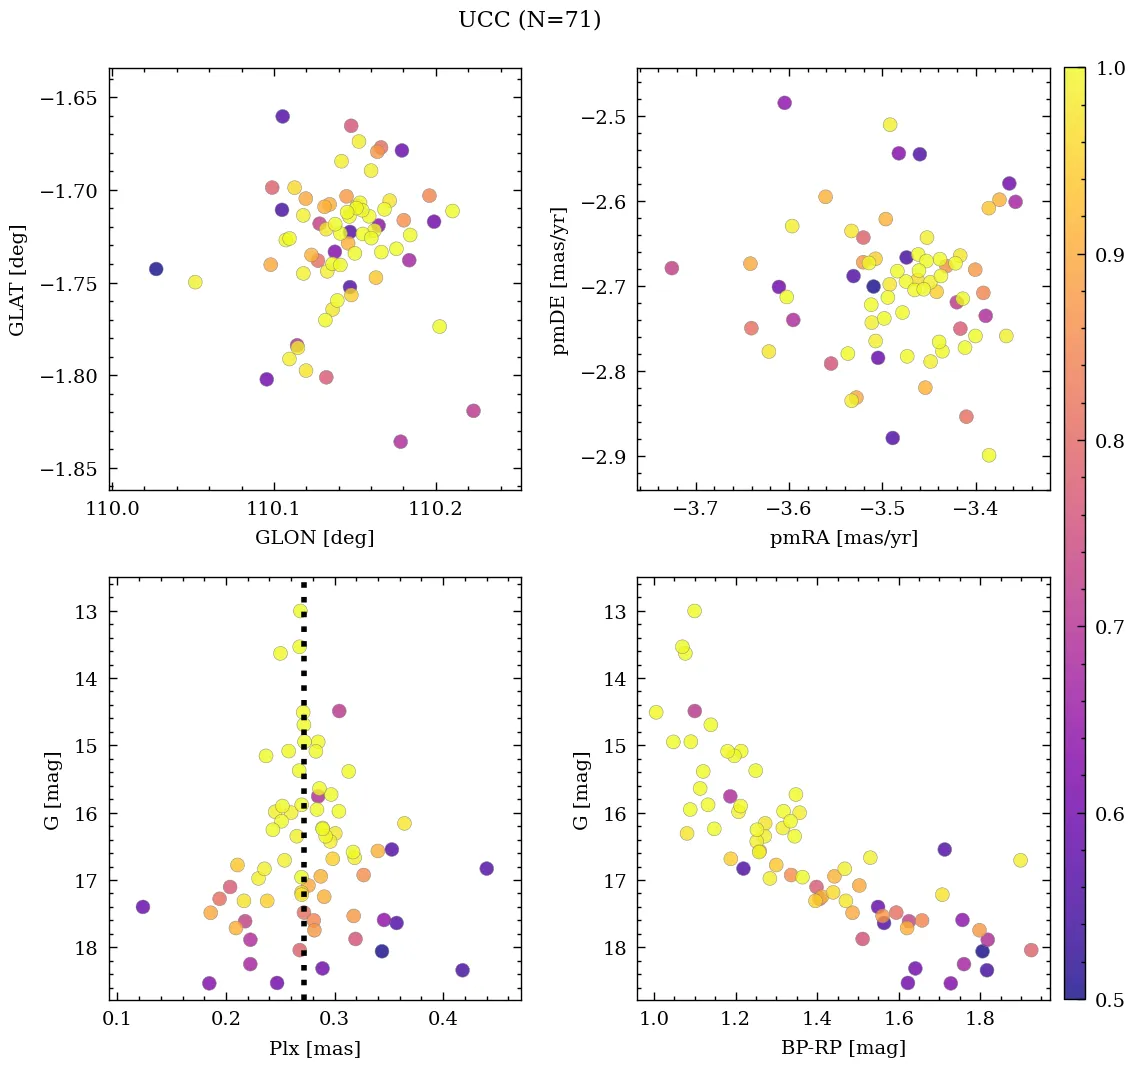 UCC (N=71)
−1.65
−1.70
−1.75
−1.80
−1.85
GLAT [deg]
110.0 110.1 110.2
GLON [deg]
−2.5
−2.6
−2.7
−2.8
−2.9
pmDE [mas/yr]
−3.7 −3.6 −3.5 −3.4
pmRA [mas/yr]
13
14
15
16
17
18
G [mag]
0.1 0.2 0.3 0.4
Plx [mas]
13
14
15
16
17
18
G [mag]
1.0 1.2 1.4 1.6 1.8
BP-RP [mag]
1.0
0.9
0.8
0.7
0.6
0.5